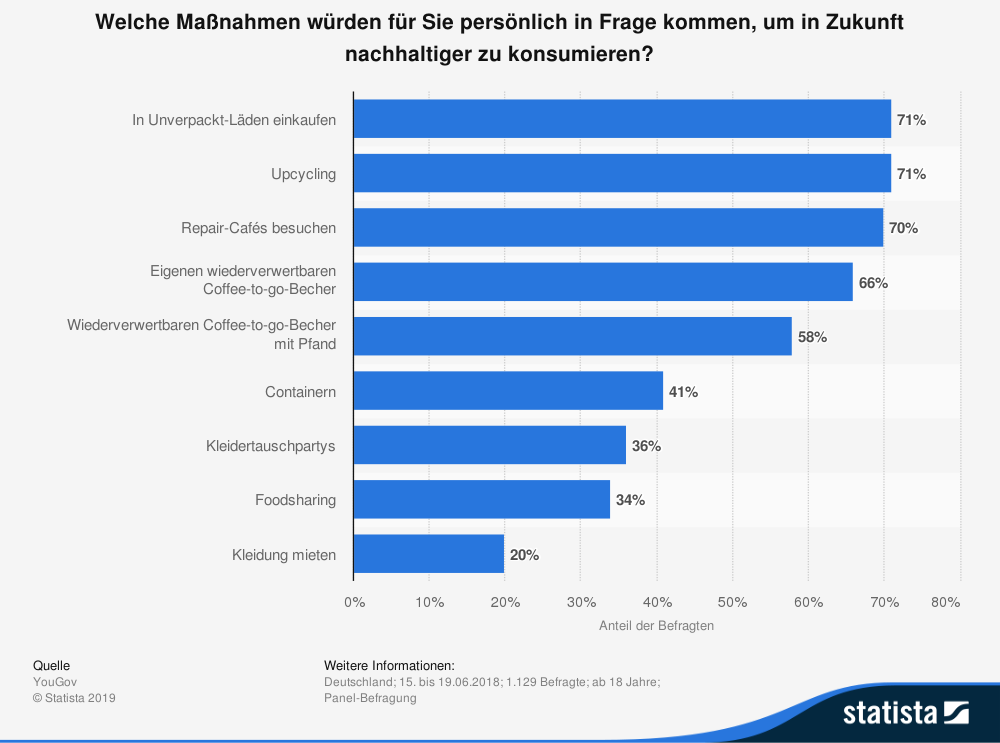 Welche Maßnahmen würden für Sie persönlich in Frage kommen, um in Zukunft
nachhaltiger zu konsumieren?
In Unverpackt-Läden einkaufen
71%
Upcycling
71%
Repair-Cafés besuchen
70%
Eigenen wiederverwertbaren
Coffee-to-go-Becher
66%
Wiederverwertbaren Coffee-to-go-Becher
mit Pfand
58%
Containern
41%
Kleidertauschpartys
36%
Foodsharing
34%
Kleidung mieten
20%
0% 10% 20% 30% 40% 50% 60% 70% 80%
Anteil der Befragten
Quelle
YouGov
© Statista 2019
Weitere Informationen:
Deutschland; 15. bis 19.06.2018; 1.129 Befragte; ab 18 Jahre;
Panel-Befragung
statista